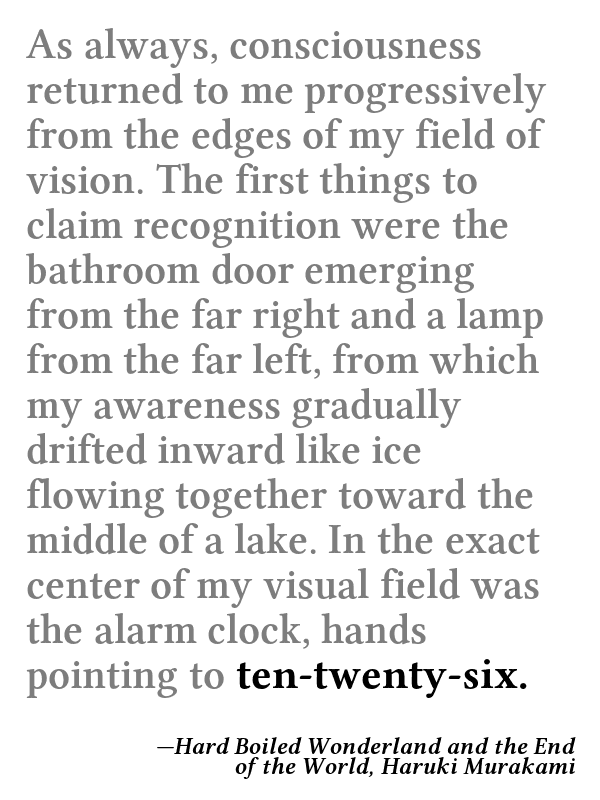 As always, consciousness
returned to me progressively
from the edges of my field of
vision. The first things to
claim recognition were the
bathroom door emerging
from the far right and a lamp
from the far left, from which
my awareness gradually
drifted inward like ice
flowing together toward the
middle of a lake. In the exact
center of my visual field was
the alarm clock, hands
pointing to ten-twenty-six.
—Hard Boiled Wonderland and the End
of the World, Haruki Murakami